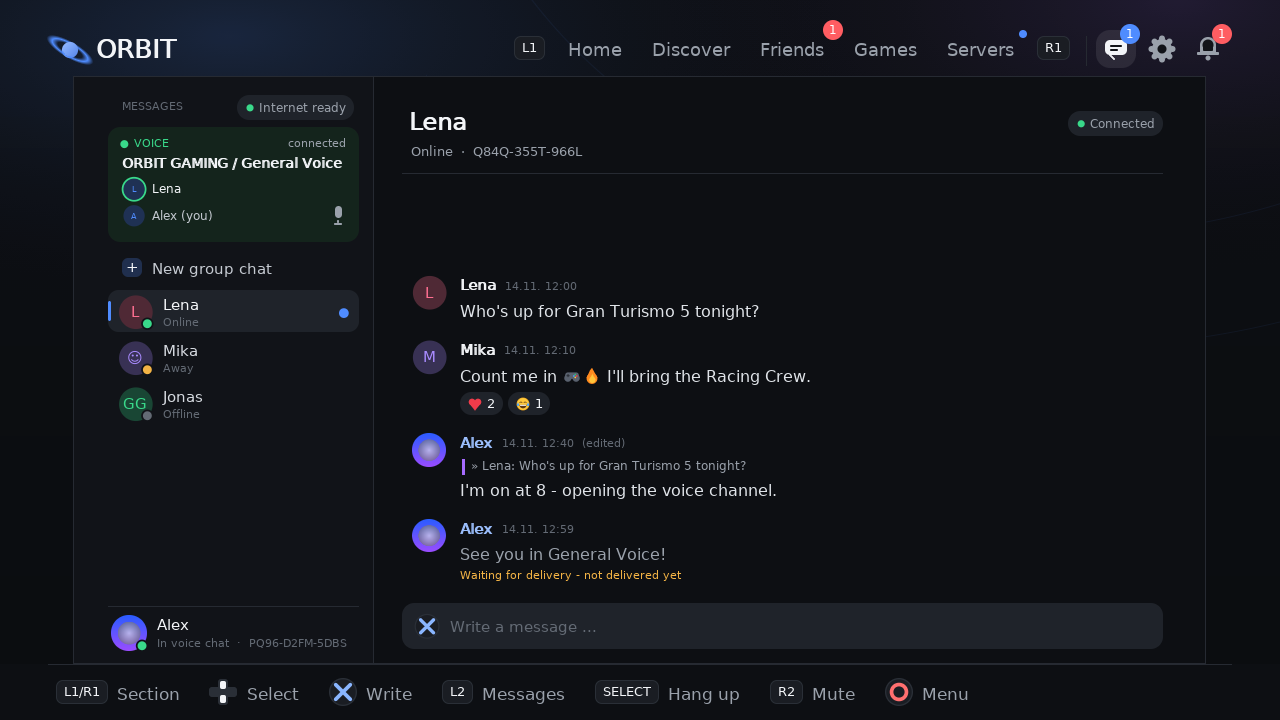 ORBIT
L1 Home Discover Friends 1 Games Servers R1 1 1
MESSAGES
Internet ready
VOICE connected
ORBIT GAMING / General Voice
L Lena
A Alex (you)
+ New group chat
L Lena
Online
Mika
Away
GG Jonas
Offline
Alex
In voice chat · PQ96-D2FM-5DBS
Lena
Online · Q84Q-355T-966L
Connected
L Lena 14.11. 12:00
Who's up for Gran Turismo 5 tonight?
M Mika 14.11. 12:10
Count me in 🎮🔥 I'll bring the Racing Crew.
❤️ 2 😄 1
Alex 14.11. 12:40 (edited)
» Lena: Who's up for Gran Turismo 5 tonight?
I'm on at 8 - opening the voice channel.
Alex 14.11. 12:59
See you in General Voice!
Waiting for delivery - not delivered yet
Write a message ...
L1/R1 Section Select Write L2 Messages SELECT Hang up R2 Mute Menu